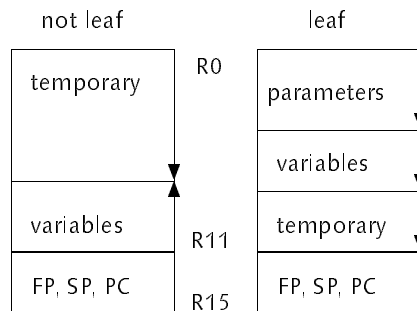 not leaf
leaf
temporary
R0
parameters
variables
variables
R11
temporary
FP, SP, PC
R15
FP, SP, PC